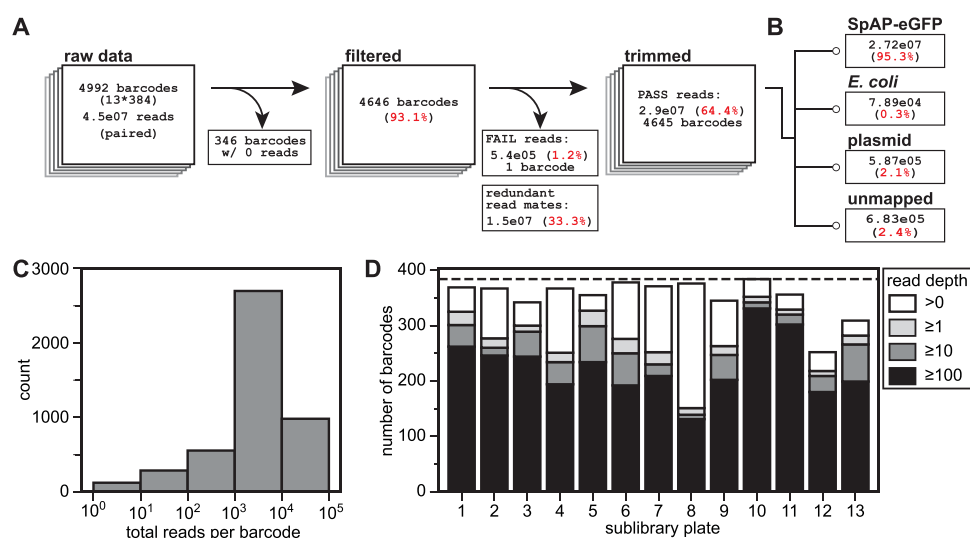 A
raw data
4992 barcodes
(13*384)
4.5e07 reads
(paired)
346 barcodes
w/ 0 reads
filtered
4646 barcodes
(93.1%)
FAIL reads:
5.4e05 (1.2%)
1 barcode
redundant
read mates:
1.5e07 (33.3%)
trimmed
PASS reads:
2.9e07 (64.4%)
4645 barcodes
B
SpAP-eGFP
2.72e07
(95.3%)
E. coli
7.89e04
(0.3%)
plasmid
5.87e05
(2.1%)
unmapped
6.83e05
(2.4%)
C
3000
2000
1000
0
count
10^0 10^1 10^2 10^3 10^4 10^5
total reads per barcode
D
400
300
200
100
0
number of barcodes
1 2 3 4 5 6 7 8 9 10 11 12 13
sublibrary plate
read depth
>0
≥1
≥10
≥100